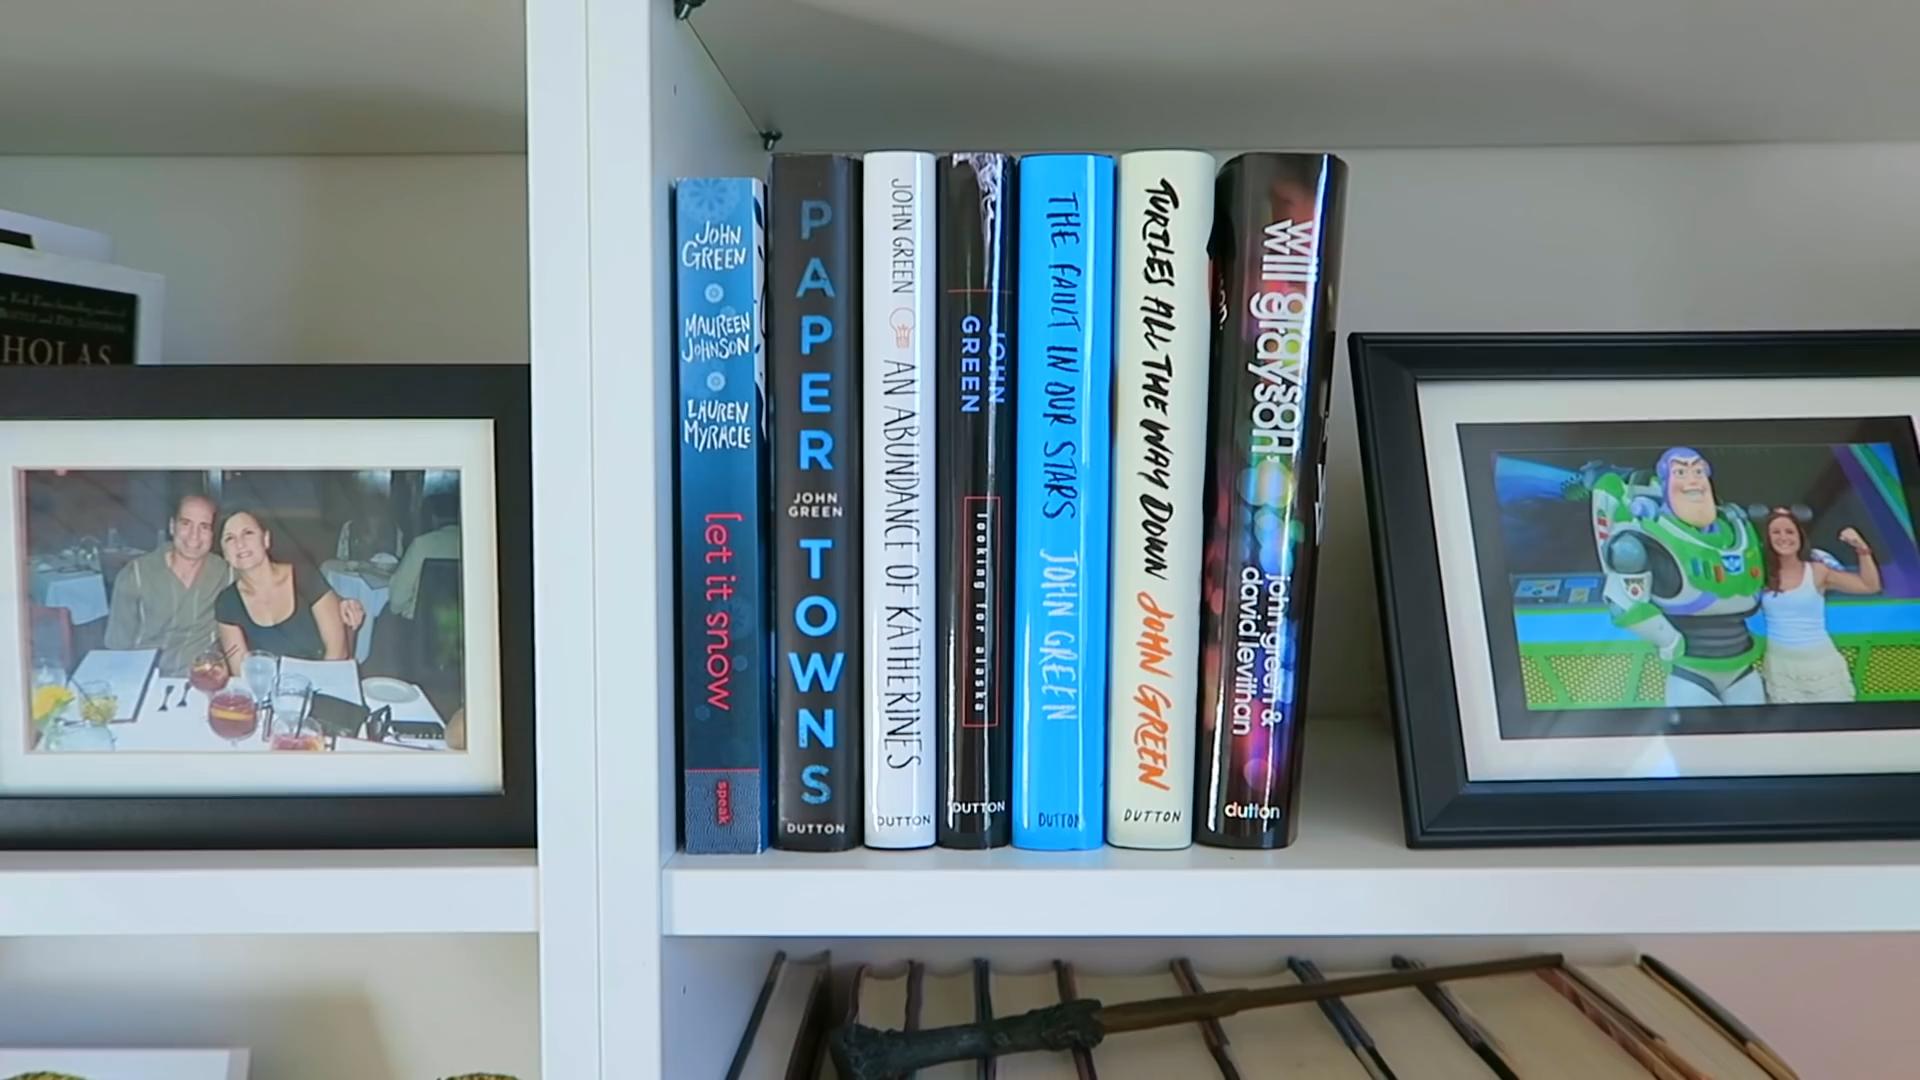 HOLAS
JOHN
GREEN
MAUREEN
JOHNSON
LAUREN
MYRACLE
let it snow
speak
PAPER TOWNS
JOHN
GREEN
DUTTON
JOHN GREEN AN ABUNDANCE OF KATHERINES
DUTTON
JOHN
GREEN
looking for alaska
DUTTON
THE FAULT IN OUR STARS JOHN GREEN
DUTTON
TURTLES ALL THE WAY DOWN JOHN GREEN
DUTTON
will grayson,
will grayson
john green &
david levithan
dutton